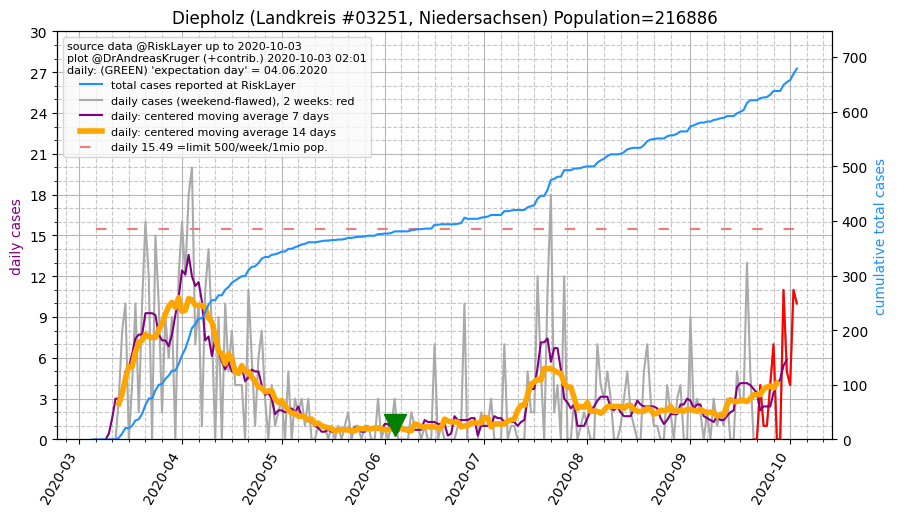 Diepholz (Landkreis #03251, Niedersachsen) Population=216886
source data @RiskLayer up to 2020-10-03
plot @DrAndreasKruger (+contrib.) 2020-10-03 02:01
daily: (GREEN) 'expectation day' = 04.06.2020
total cases reported at RiskLayer
daily cases (weekend-flawed), 2 weeks: red
daily: centered moving average 7 days
daily: centered moving average 14 days
daily 15.49 =limit 500/week/1mio pop.
daily cases
30
27
24
21
18
15
12
9
6
3
0
700
600
500
400
300
200
100
0
cumulative total cases
2020-03
2020-04
2020-05
2020-06
2020-07
2020-08
2020-09
2020-10